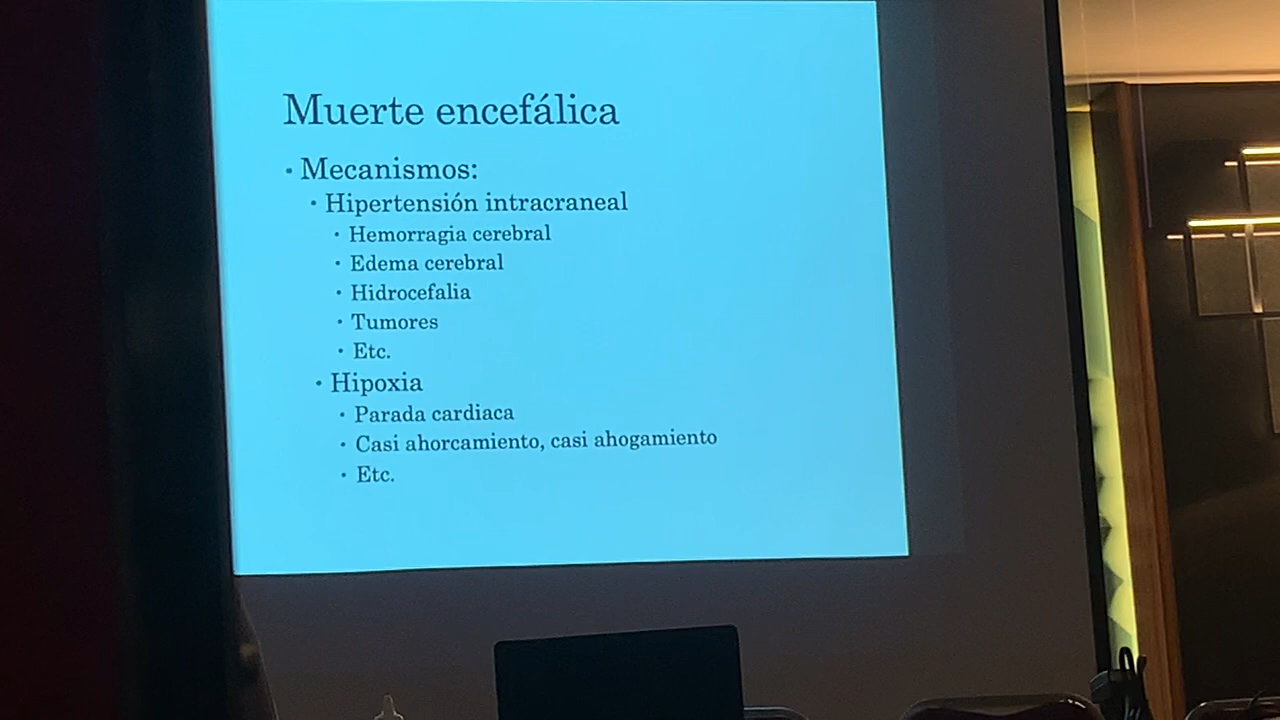 Muerte encefálica
• Mecanismos:
• Hipertensión intracraneal
• Hemorragia cerebral
• Edema cerebral
• Hidrocefalia
• Tumores
• Etc.
• Hipoxia
• Parada cardiaca
• Casi ahorcamiento, casi ahogamiento
• Etc.